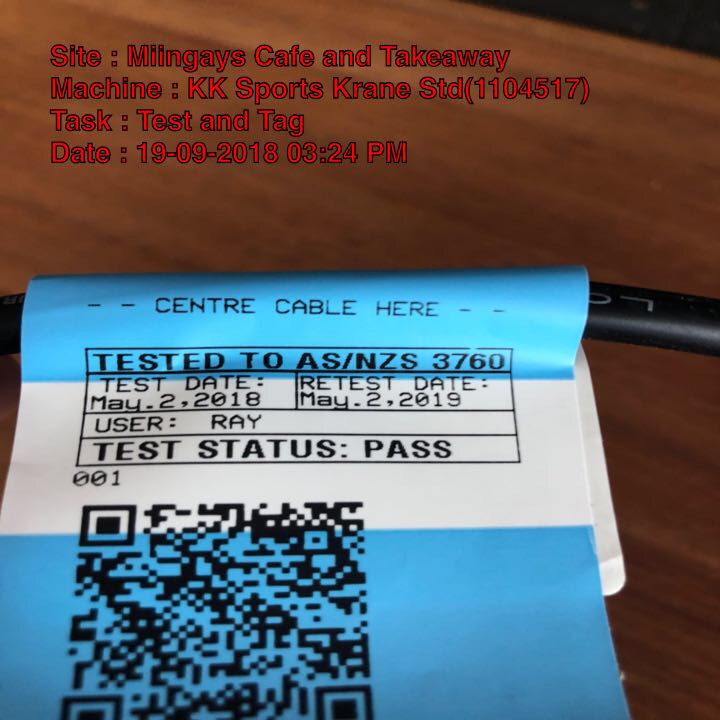 Site : Miingays Cafe and Takeaway
Machine : KK Sports Krane Std(1104517)
Task : Test and Tag
Date : 19-09-2018 03:24 PM
- - CENTRE CABLE HERE - -
TESTED TO AS/NZS 3760
TEST DATE: RETEST DATE:
May.2,2018 May.2,2019
USER: RAY
TEST STATUS: PASS
001